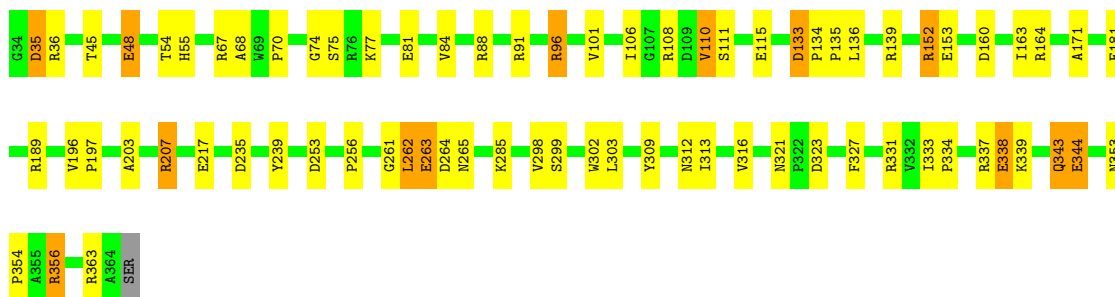 G34 D35 R36 T45 E48 T54 H55 R67 A68 W69 P70 G74 S75 R76 K77 E81 V84 R88 R91 R96 V101 I106 G107 R108 D109 V110 S111 E115 D133 P134 P135 L136 R139 R152 E153 D160 I163 R164 A171
R189 V196 P197 A203 R207 E217 D235 Y239 D253 P256 G261 L262 E263 D264 N265 K285 V298 S299 W302 L303 Y309 N312 I313 V316 N321 P322 D323 F327 R331 V332 I333 P334 R337 E338 K339 Q343 E344
P354 A355 R356 R363 A364 SER